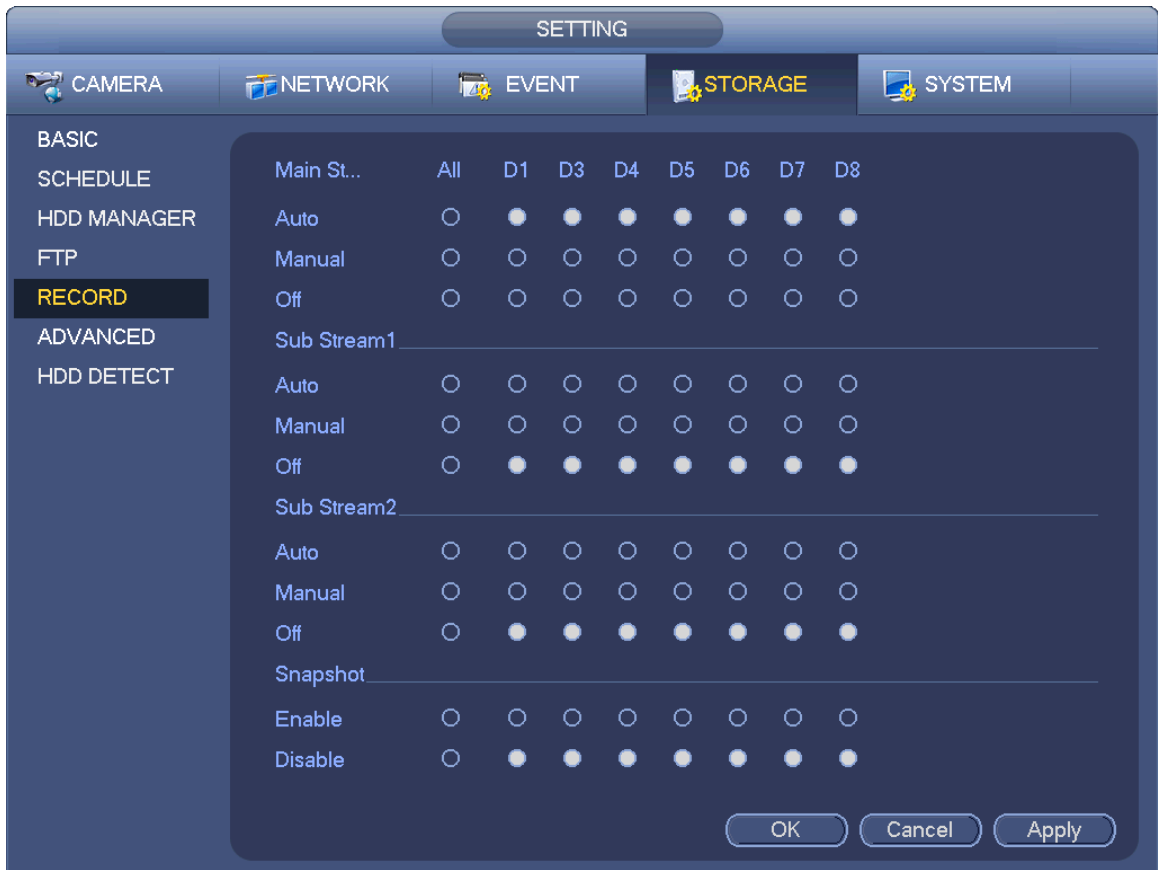 SETTING
CAMERA NETWORK EVENT STORAGE SYSTEM
BASIC
SCHEDULE
HDD MANAGER
FTP
RECORD
ADVANCED
HDD DETECT
Main St... All D1 D3 D4 D5 D6 D7 D8
Auto
Manual
Off
Sub Stream1
Auto
Manual
Off
Sub Stream2
Auto
Manual
Off
Snapshot
Enable
Disable
OK Cancel Apply